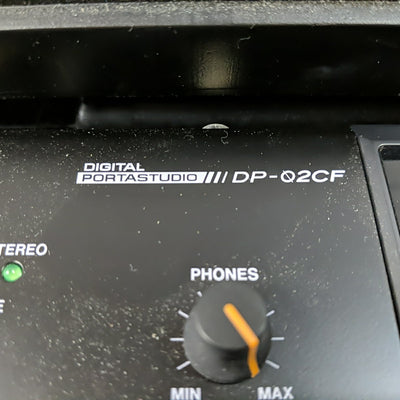 DIGITAL
PORTASTUDIO/// DP-02CF
TEREO
E
PHONES
MIN MAX